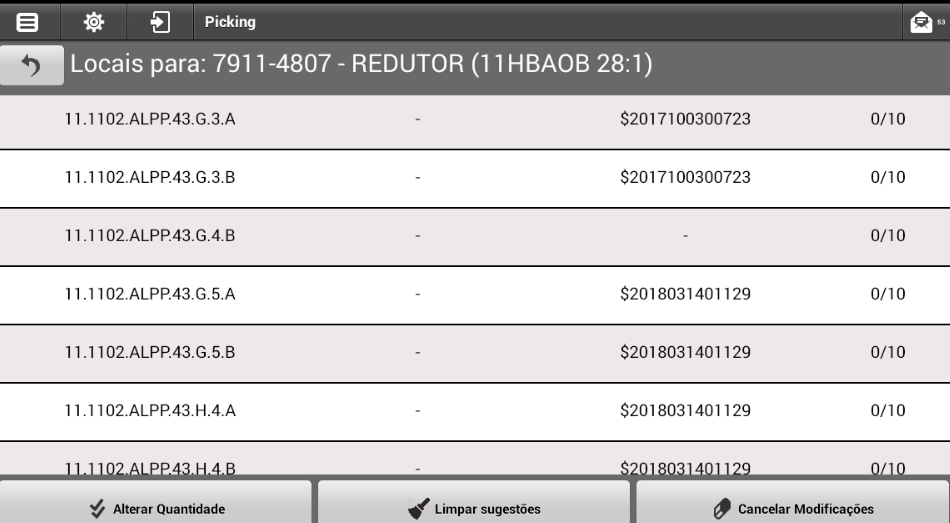 Picking
53
Locais para: 7911-4807 - REDUTOR (11HBAOB 28:1)
11.1102.ALPP.43.G.3.A - $2017100300723 0/10
11.1102.ALPP.43.G.3.B - $2017100300723 0/10
11.1102.ALPP.43.G.4.B - - 0/10
11.1102.ALPP.43.G.5.A - $2018031401129 0/10
11.1102.ALPP.43.G.5.B - $2018031401129 0/10
11.1102.ALPP.43.H.4.A - $2018031401129 0/10
11.1102.ALPP.43.H.4.B - $2018031401129 0/10
Alterar Quantidade Limpar sugestões Cancelar Modificações